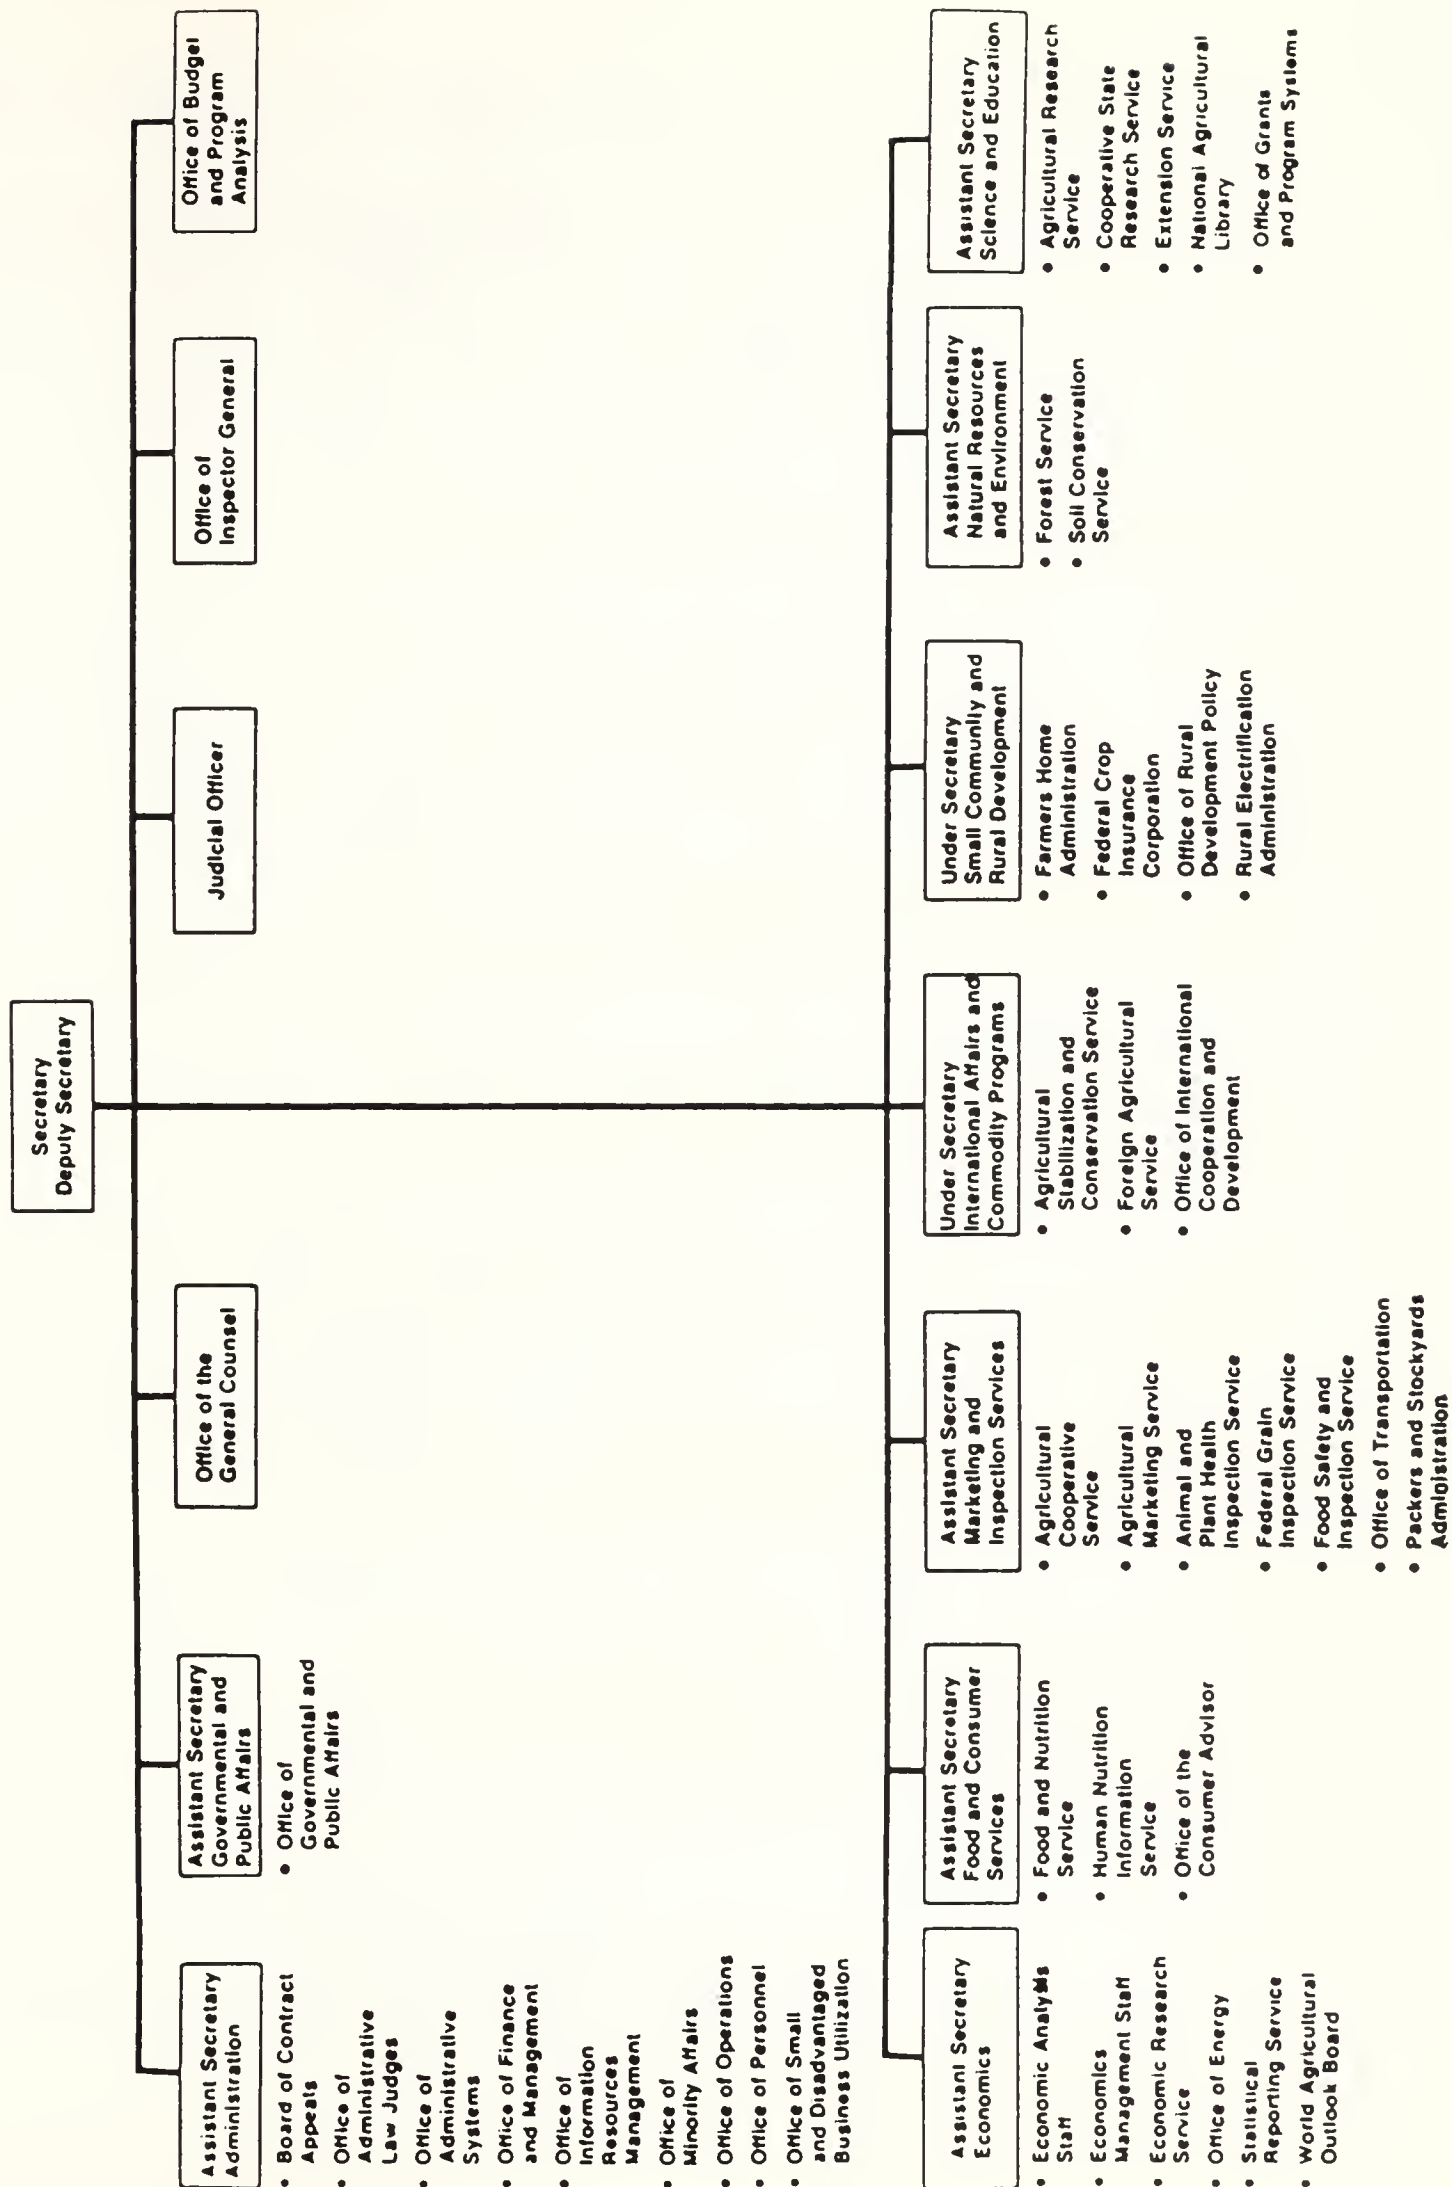 Secretary
Deputy Secretary
Assistant Secretary
Administration
• Board of Contract
Appeals
• Office of
Administrative
Law Judges
• Office of
Administrative
Systems
• Office of Finance
and Management
• Office of
Information
Resources
Management
• Office of
Minority Affairs
• Office of Operations
• Office of Personnel
• Office of Small
and Disadvantaged
Business Utilization
Assistant Secretary
Governmental and
Public Affairs
• Office of
Governmental and
Public Affairs
Office of the
General Counsel
Judicial Officer
Office of
Inspector General
Office of Budget
and Program
Analysis
Assistant Secretary
Economics
• Economic Analysis
Staff
• Economics
Management Staff
• Economic Research
Service
• Office of Energy
• Statistical
Reporting Service
• World Agricultural
Outlook Board
Assistant Secretary
Food and Consumer
Services
• Food and Nutrition
Service
• Human Nutrition
Information
Service
• Office of the
Consumer Advisor
Assistant Secretary
Marketing and
Inspection Services
• Agricultural
Cooperative
Service
• Agricultural
Marketing Service
• Animal and
Plant Health
Inspection Service
• Federal Grain
Inspection Service
• Food Safety and
Inspection Service
• Office of Transportation
• Packers and Stockyards
Administration
Under Secretary
International Affairs and
Commodity Programs
• Agricultural
Stabilization and
Conservation Service
• Foreign Agricultural
Service
• Office of International
Cooperation and
Development
Under Secretary
Small Community and
Rural Development
• Farmers Home
Administration
• Federal Crop
Insurance
Corporation
• Office of Rural
Development Policy
• Rural Electrification
Administration
Assistant Secretary
Natural Resources
and Environment
• Forest Service
• Soil Conservation
Service
Assistant Secretary
Science and Education
• Agricultural Research
Service
• Cooperative State
Research Service
• Extension Service
• National Agricultural
Library
• Office of Grants
and Program Systems